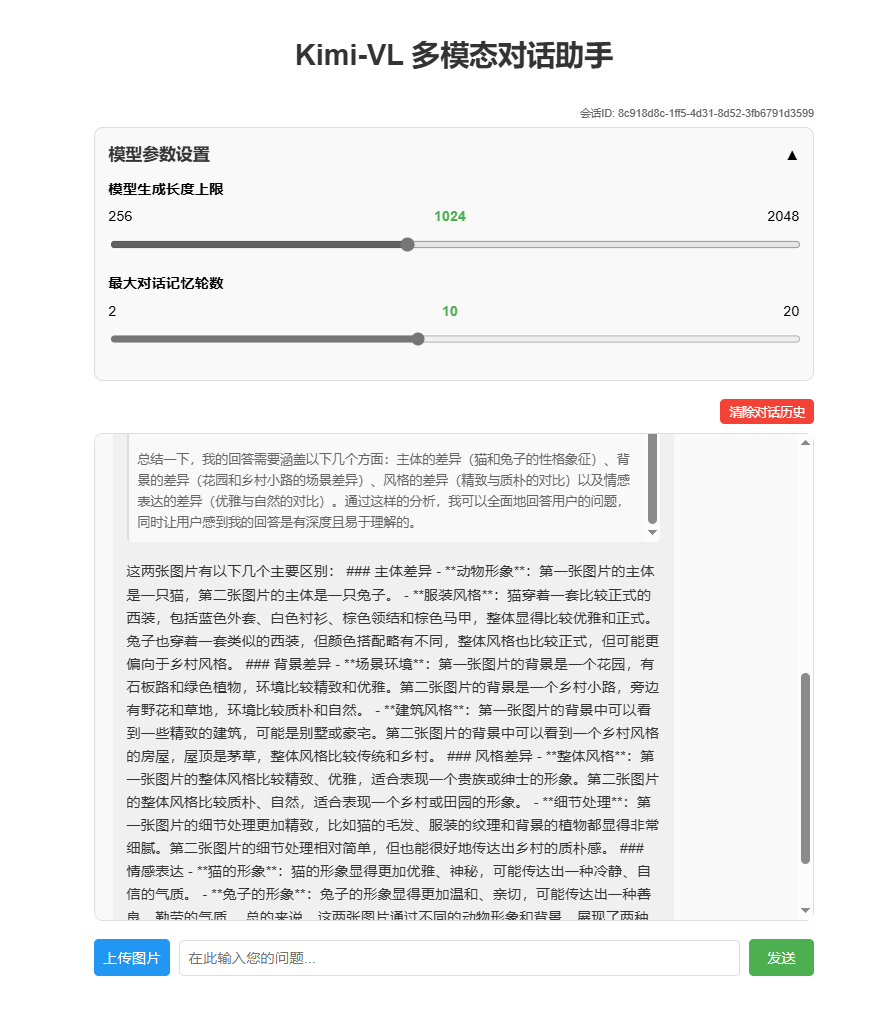 Kimi-VL 多模态对话助手
会话ID: 8c918d8c-1ff5-4d31-8d52-3fb6791d3599
模型参数设置 ▲
模型生成长度上限
256 1024 2048
最大对话记忆轮数
2 10 20
清除对话历史
总结一下，我的回答需要涵盖以下几个方面：主体的差异（猫和兔子的性格象征）、背
景的差异（花园和乡村小路的场景差异）、风格的差异（精致与质朴的对比）以及情感
表达的差异（优雅与自然的对比）。通过这样的分析，我可以全面地回答用户的问题，
同时让用户感到我的回答是有深度且易于理解的。
这两张图片有以下几个主要区别： ### 主体差异 - **动物形象**：第一张图片的主体
是一只猫，第二张图片的主体是一只兔子。 - **服装风格**：猫穿着一套比较正式的
西装，包括蓝色外套、白色衬衫、棕色领结和棕色马甲，整体显得比较优雅和正式。
兔子也穿着一套类似的西装，但颜色搭配略有不同，整体风格也比较正式，但可能更
偏向于乡村风格。 ### 背景差异 - **场景环境**：第一张图片的背景是一个花园，有
石板路和绿色植物，环境比较精致和优雅。第二张图片的背景是一个乡村小路，旁边
有野花和草地，环境比较质朴和自然。 - **建筑风格**：第一张图片的背景中可以看
到一些精致的建筑，可能是别墅或豪宅。第二张图片的背景中可以看到一个乡村风格
的房屋，屋顶是茅草，整体风格比较传统和乡村。 ### 风格差异 - **整体风格**：第
一张图片的整体风格比较精致、优雅，适合表现一个贵族或绅士的形象。第二张图片
的整体风格比较质朴、自然，适合表现一个乡村或田园的形象。 - **细节处理**：第
一张图片的细节处理更加精致，比如猫的毛发、服装的纹理和背景的植物都显得非常
细腻。第二张图片的细节处理相对简单，但也能很好地传达出乡村的质朴感。 ###
情感表达 - **猫的形象**：猫的形象显得更加优雅、神秘，可能传达出一种冷静、自
信的气质。 - **兔子的形象**：兔子的形象显得更加温和、亲切，可能传达出一种善
良、勤劳的气质。 总的来说，这两张图片通过不同的动物形象和背景，展现了两种
上传图片 在此输入您的问题... 发送